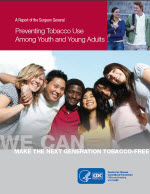 A Report of the Surgeon General
Preventing Tobacco Use
Among Youth and Young Adults
WE CAN
MAKE THE NEXT GENERATION TOBACCO-FREE
CDC